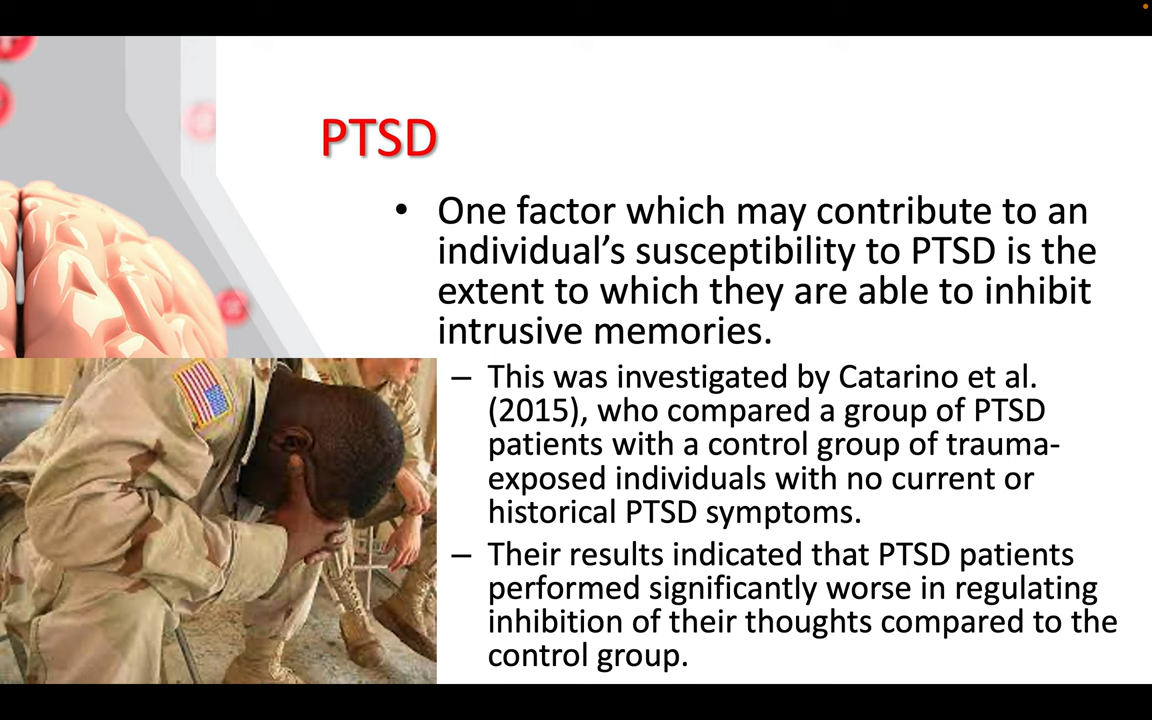 PTSD
• One factor which may contribute to an
individual’s susceptibility to PTSD is the
extent to which they are able to inhibit
intrusive memories.
– This was investigated by Catarino et al.
(2015), who compared a group of PTSD
patients with a control group of trauma-
exposed individuals with no current or
historical PTSD symptoms.
– Their results indicated that PTSD patients
performed significantly worse in regulating
inhibition of their thoughts compared to the
control group.